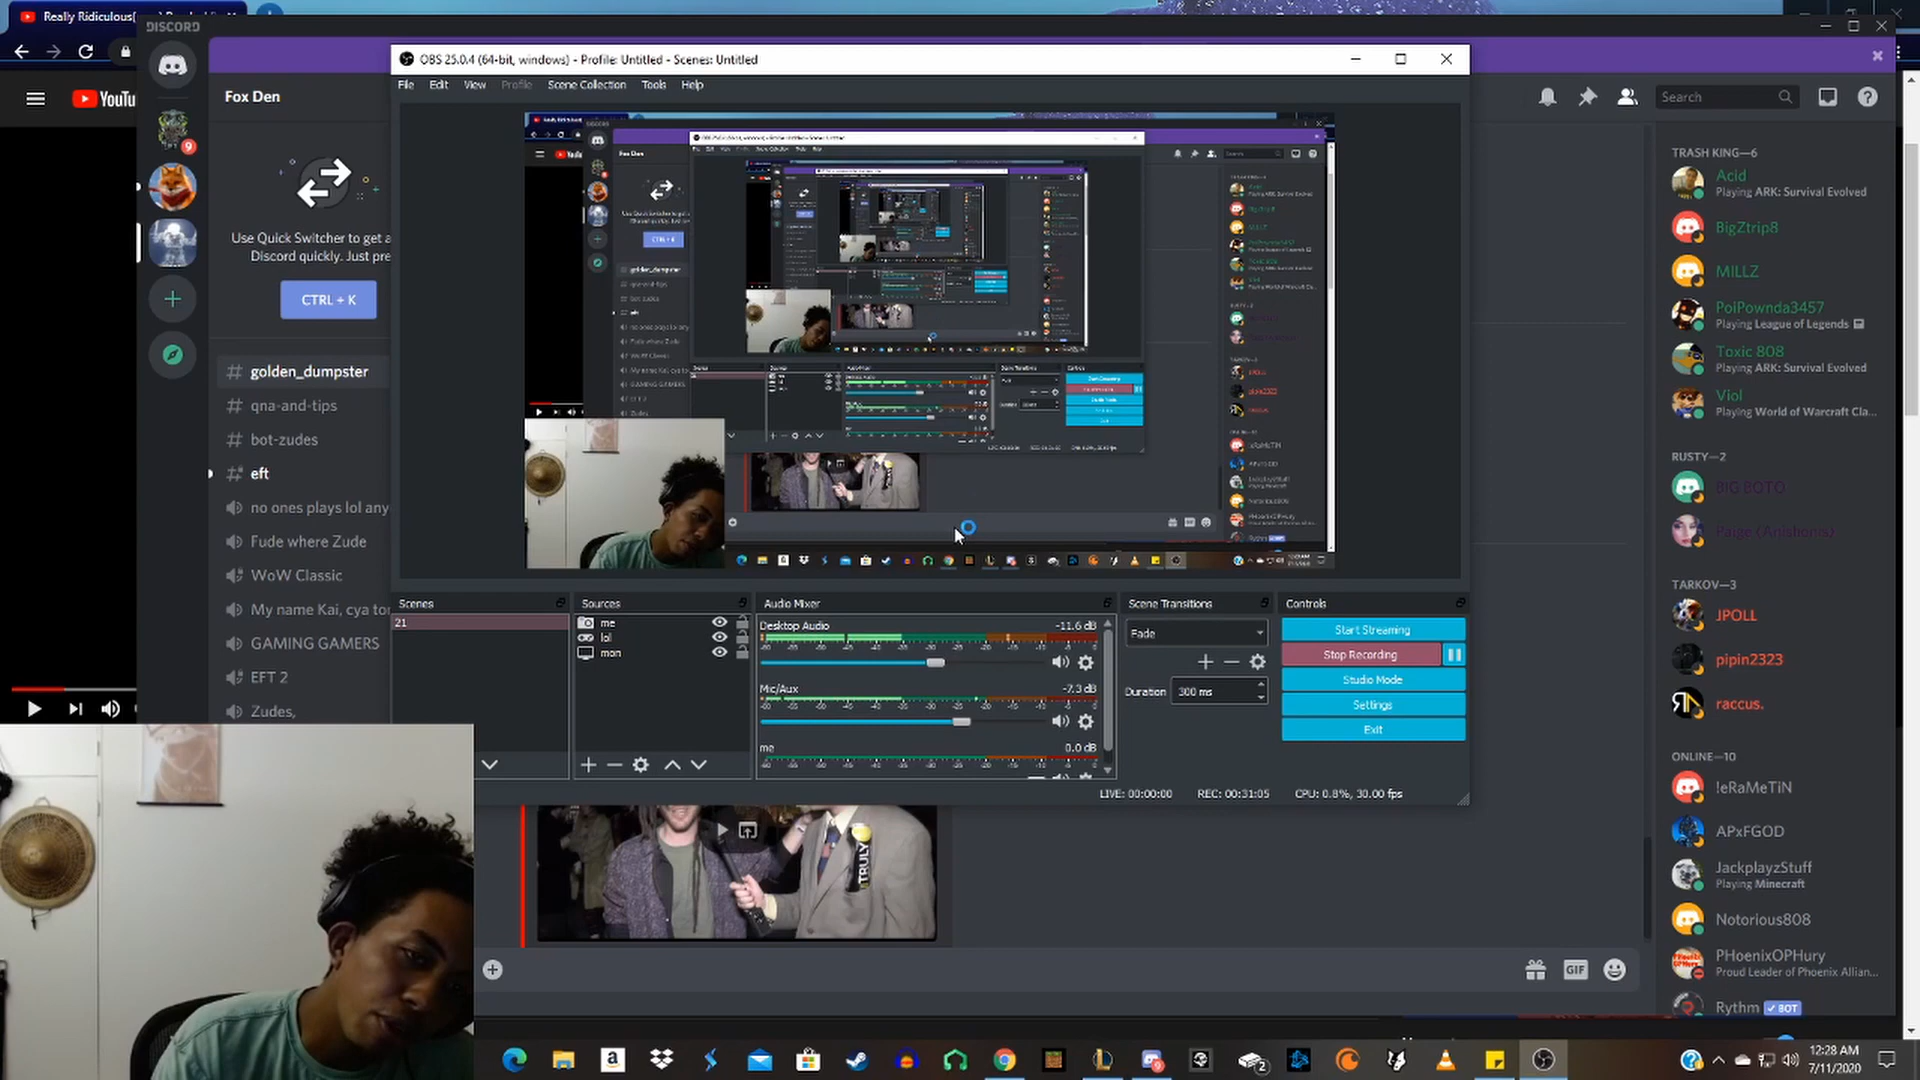 Really Ridiculous
DISCORD
OBS 25.0.4 (64-bit, windows) - Profile: Untitled - Scenes: Untitled
File Edit View Profile Scene Collection Tools Help
YouTu
Fox Den
Search
Use Quick Switcher to get a
Discord quickly. Just pre
CTRL + K
golden_dumpster
qna-and-tips
bot-zudes
eft
no ones plays lol any
Fude where Zude
WoW Classic
My name Kai, cya to
GAMING GAMERS
EFT 2
Zudes,
TRASH KING—6
Acid
Playing ARK: Survival Evolved
BigZtrip8
MILLZ
PoiPownda3457
Playing League of Legends
Toxic 808
Playing ARK: Survival Evolved
Viol
Playing World of Warcraft Cla...
RUSTY—2
BIG BOTO
Paige (Anishonis)
TARKOV—3
JPOLL
pipin2323
raccus.
ONLINE—10
!eRaMeTiN
APxFGOD
JackplayzStuff
Playing Minecraft
Notorious808
PHoenixOPHury
Proud Leader of Phoenix Allian...
Rythm BOT
Scenes
21
Sources
me
lol
mon
Audio Mixer
Desktop Audio -11.6 dB
Mic/Aux -7.3 dB
me 0.0 dB
Scene Transitions
Fade
Duration 300 ms
Controls
Start Streaming
Stop Recording
Studio Mode
Settings
Exit
LIVE: 00:00:00 REC: 00:31:05 CPU: 0.8%, 30.00 fps
TRULY
GIF
12:28 AM
7/11/2020